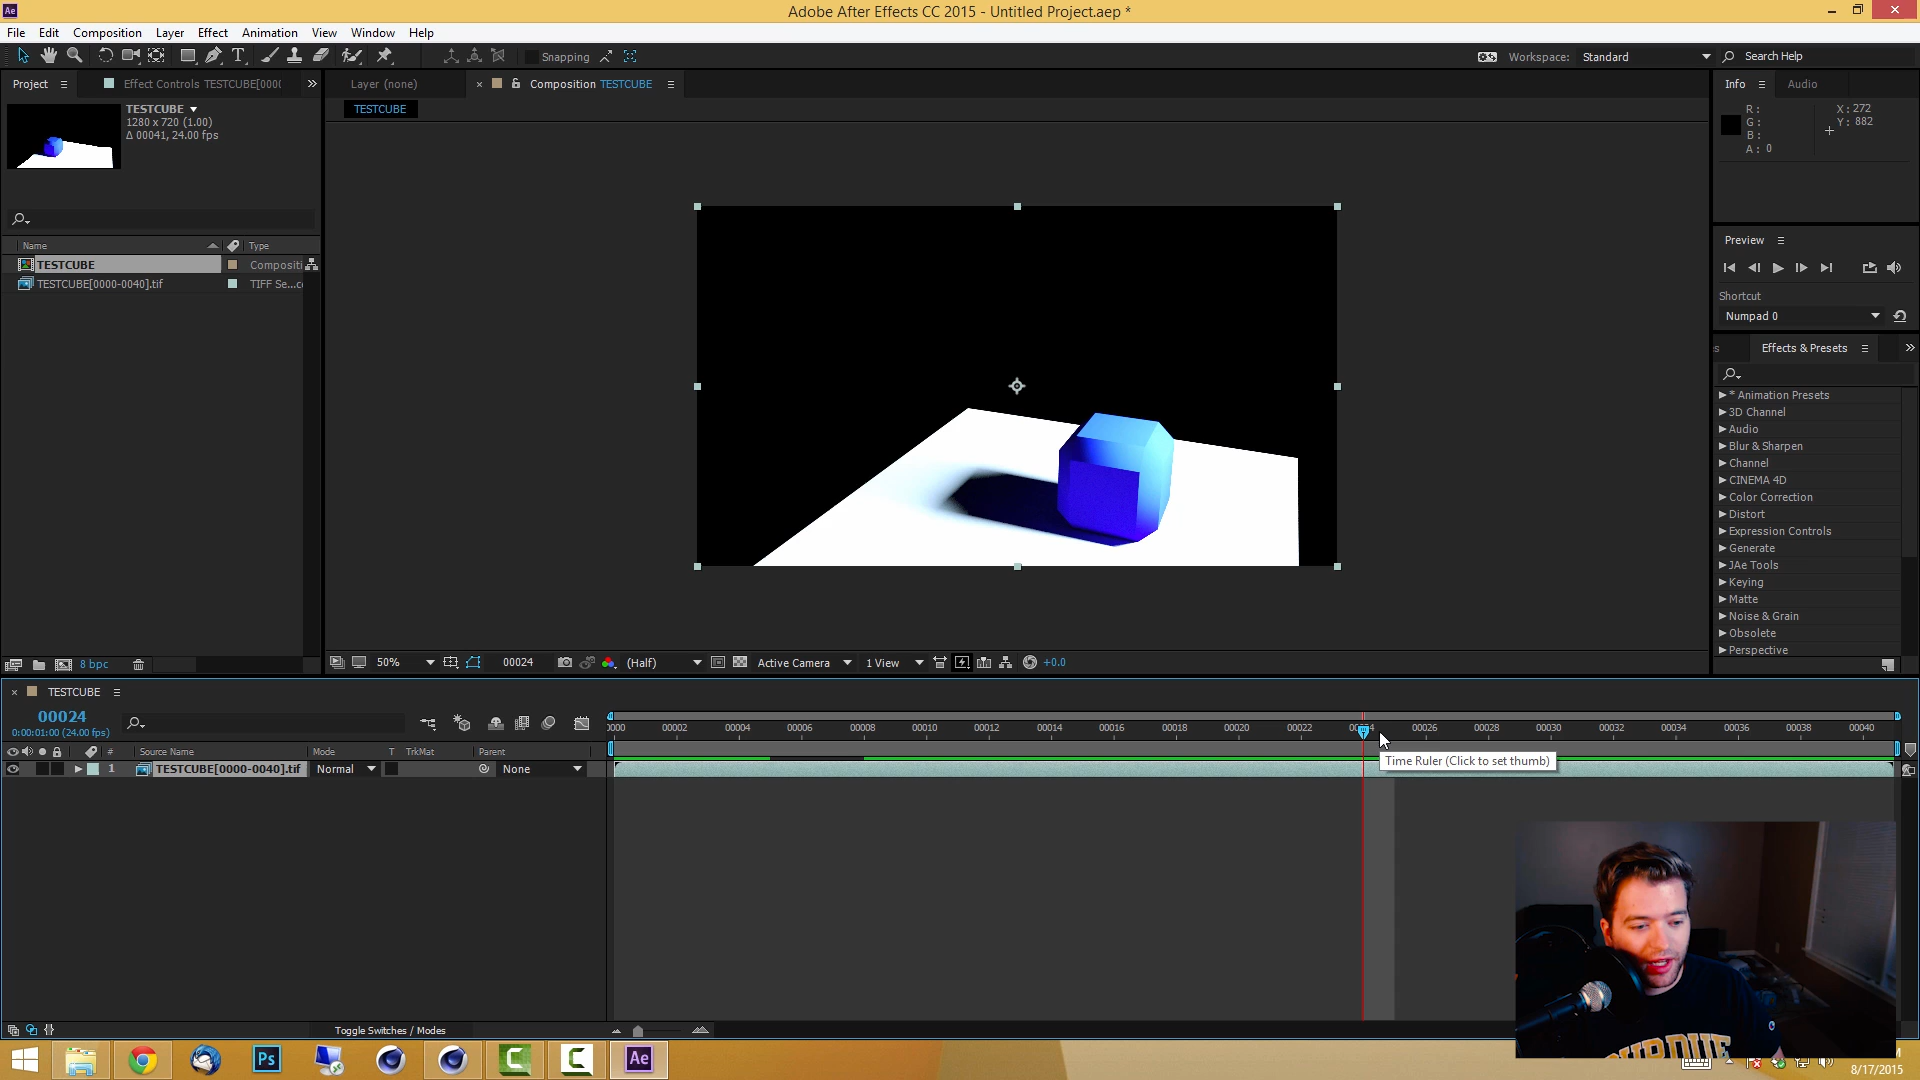 Ae
Adobe After Effects CC 2015 - Untitled Project.aep *
File Edit Composition Layer Effect Animation View Window Help
Snapping
Workspace: Standard
Search Help
Project
Effect Controls TESTCUBE[000(
Layer (none)
Composition TESTCUBE
TESTCUBE
TESTCUBE
1280 x 720 (1.00)
Δ 00041, 24.00 fps
Name Type
TESTCUBE Compositi
TESTCUBE[0000-0040].tif TIFF Se...c
8 bpc
50%
00024
(Half)
Active Camera
1 View
+0.0
Info Audio
R: X: 272
G: Y: 882
B:
A: 0
Preview
Shortcut
Numpad 0
Effects & Presets
* Animation Presets
3D Channel
Audio
Blur & Sharpen
Channel
CINEMA 4D
Color Correction
Distort
Expression Controls
Generate
JAe Tools
Keying
Matte
Noise & Grain
Obsolete
Perspective
TESTCUBE
00024
0:00:01:00 (24.00 fps)
0000 00002 00004 00006 00008 00010 00012 00014 00016 00018 00020 00022 00024 00026 00028 00030 00032 00034 00036 00038 00040
# Source Name Mode T TrkMat Parent
1 TESTCUBE[0000-0040].tif Normal None
Time Ruler (Click to set thumb)
Toggle Switches / Modes
PURDUE
Ps
Ae
8/17/2015